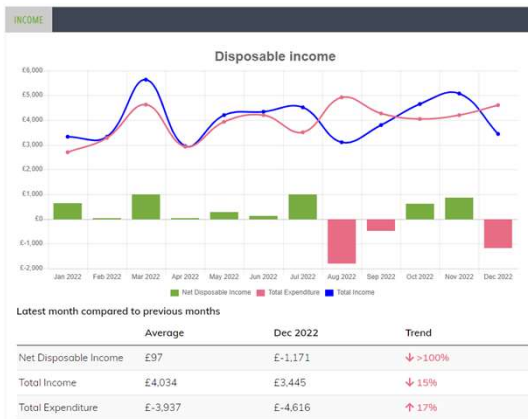 INCOME
Disposable income
£6,000
£5,000
£4,000
£3,000
£2,000
£1,000
£0
£-1,000
£-2,000
Jan 2022 Feb 2022 Mar 2022 Apr 2022 May 2022 Jun 2022 Jul 2022 Aug 2022 Sep 2022 Oct 2022 Nov 2022 Dec 2022
Net Disposable Income Total Expenditure Total Income
Latest month compared to previous months
Average Dec 2022 Trend
Net Disposable Income £97 £-1,171 ↓ >100%
Total Income £4,034 £3,445 ↓ 15%
Total Expenditure £-3,937 £-4,616 ↑ 17%